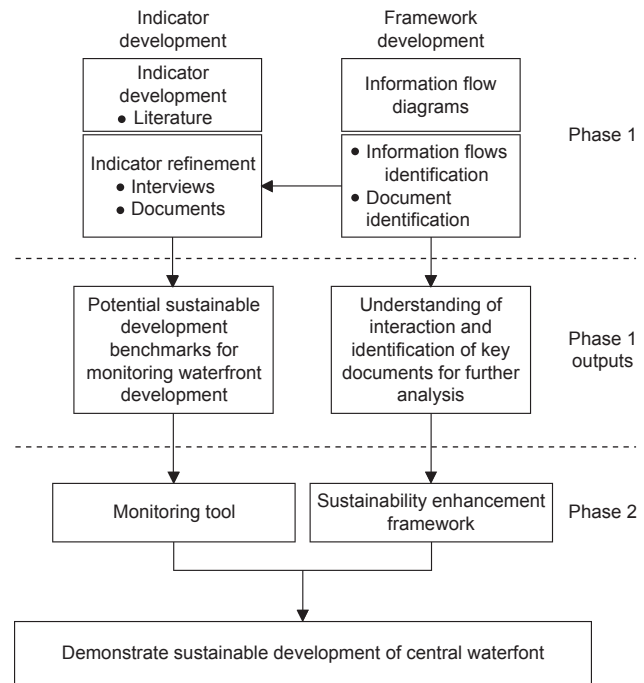 Indicator
development
Framework
development
Indicator
development
• Literature
Information flow
diagrams
Phase 1
Indicator refinement
• Interviews
• Documents
• Information flows
identification
• Document
identification
Potential sustainable
development
benchmarks for
monitoring waterfront
development
Understanding of
interaction and
identification of key
documents for further
analysis
Phase 1
outputs
Monitoring tool
Sustainability enhancement
framework
Phase 2
Demonstrate sustainable development of central waterfont